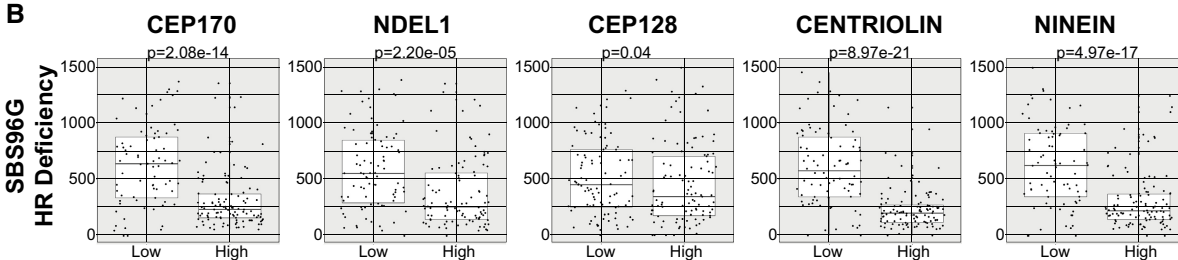 B
CEP170
NDEL1
CEP128
CENTRIOLIN
NINEIN
p=2.08e-14
p=2.20e-05
p=0.04
p=8.97e-21
p=4.97e-17
SBS96G
HR Deficiency
1500
1000
500
0
Low
High
1500
1000
500
0
Low
High
1500
1000
500
0
Low
High
1500
1000
500
0
Low
High
1500
1000
500
0
Low
High